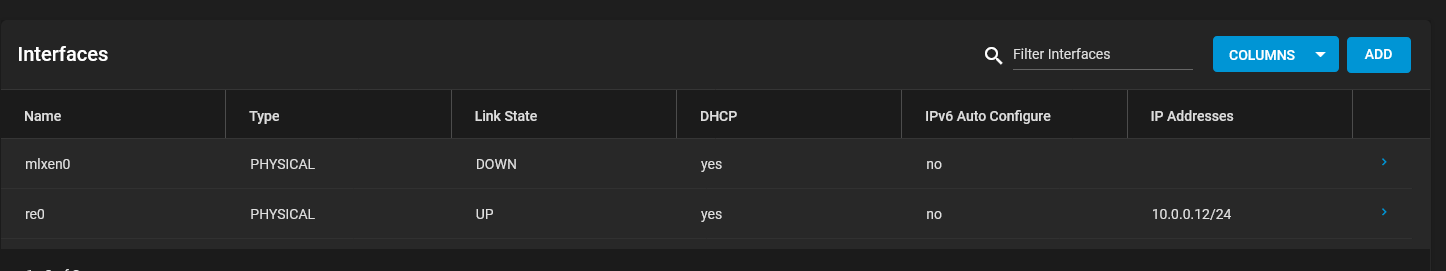 Interfaces
Filter Interfaces
COLUMNS
ADD
Name Type Link State DHCP IPv6 Auto Configure IP Addresses
mlxen0 PHYSICAL DOWN yes no
re0 PHYSICAL UP yes no 10.0.0.12/24